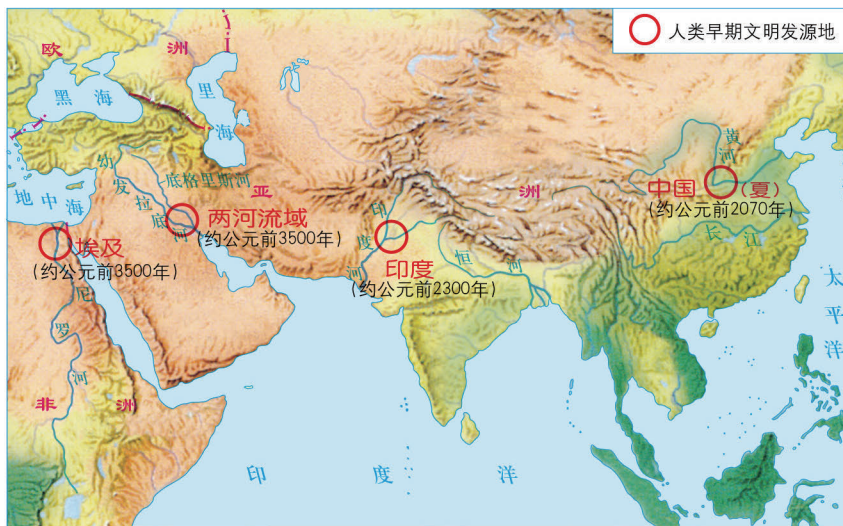 人类早期文明发源地
欧洲
黑海
里海
地中海
幼发拉底河
底格里斯河
亚洲
两河流域
(约公元前3500年)
埃及
(约公元前3500年)
尼罗河
非洲
印度河
印度
(约公元前2300年)
恒河
黄河
中国(夏)
(约公元前2070年)
长江
太平洋
印度洋